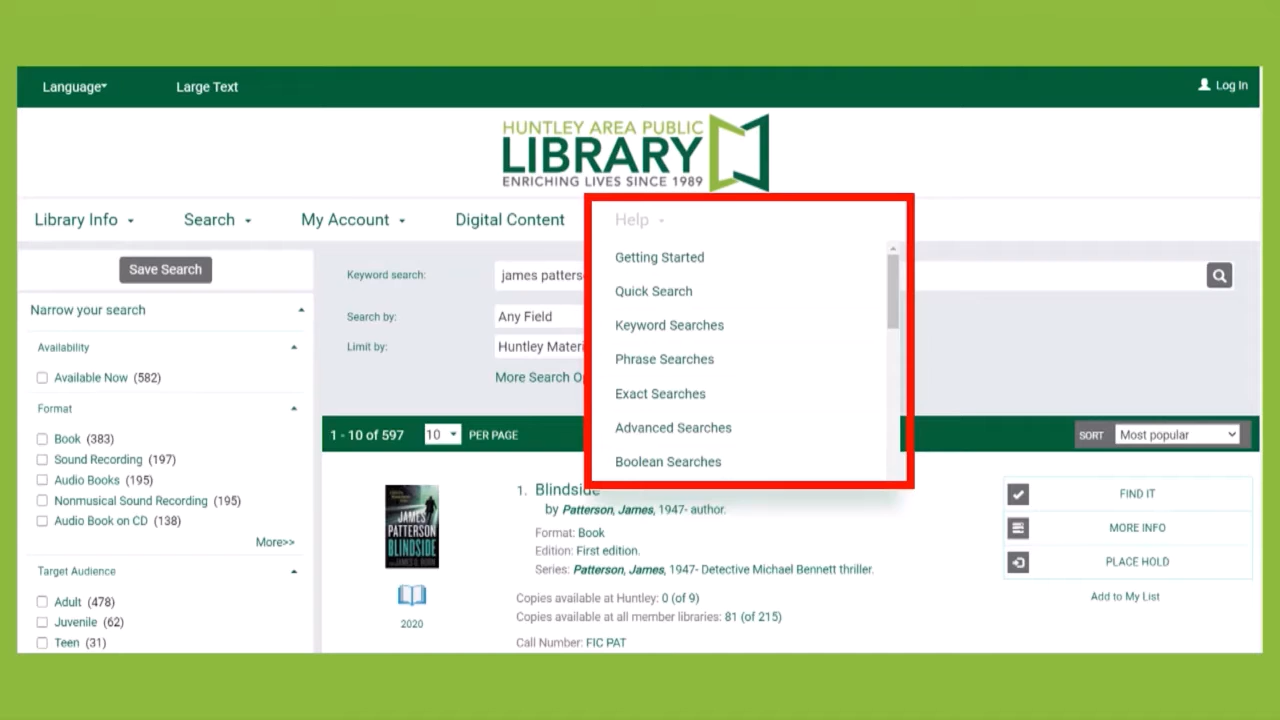 Language
Large Text
Log In
HUNTLEY AREA PUBLIC
LIBRARY
ENRICHING LIVES SINCE 1989
Library Info
Search
My Account
Digital Content
Help
Getting Started
Quick Search
Keyword Searches
Phrase Searches
Exact Searches
Advanced Searches
Boolean Searches
Save Search
Narrow your search
Availability
Available Now (582)
Format
Book (383)
Sound Recording (197)
Audio Books (195)
Nonmusical Sound Recording (195)
Audio Book on CD (138)
More>>
Target Audience
Adult (478)
Juvenile (62)
Teen (31)
Keyword search:
james patters
Search by:
Any Field
Limit by:
Huntley Materi
More Search Op
1 - 10 of 597
10
PER PAGE
SORT
Most popular
JAMES
PATTERSON
BLINDSIDE
2020
1. Blindside
by Patterson, James, 1947- author.
Format: Book
Edition: First edition.
Series: Patterson, James, 1947- Detective Michael Bennett thriller.
Copies available at Huntley: 0 (of 9)
Copies available at all member libraries: 81 (of 215)
Call Number: FIC PAT
FIND IT
MORE INFO
PLACE HOLD
Add to My List